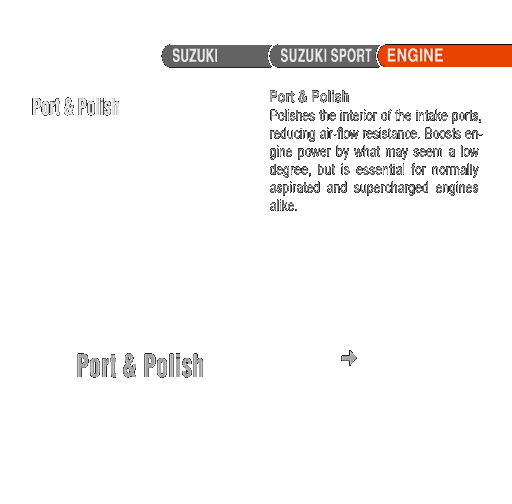 SUZUKI SUZUKI SPORT ENGINE
Port & Polish
Port & Polish
Polishes the interior of the intake ports,
reducing air-flow resistance. Boosts en-
gine power by what may seem a low
degree, but is essential for normally
aspirated and supercharged engines
alike.
Port & Polish